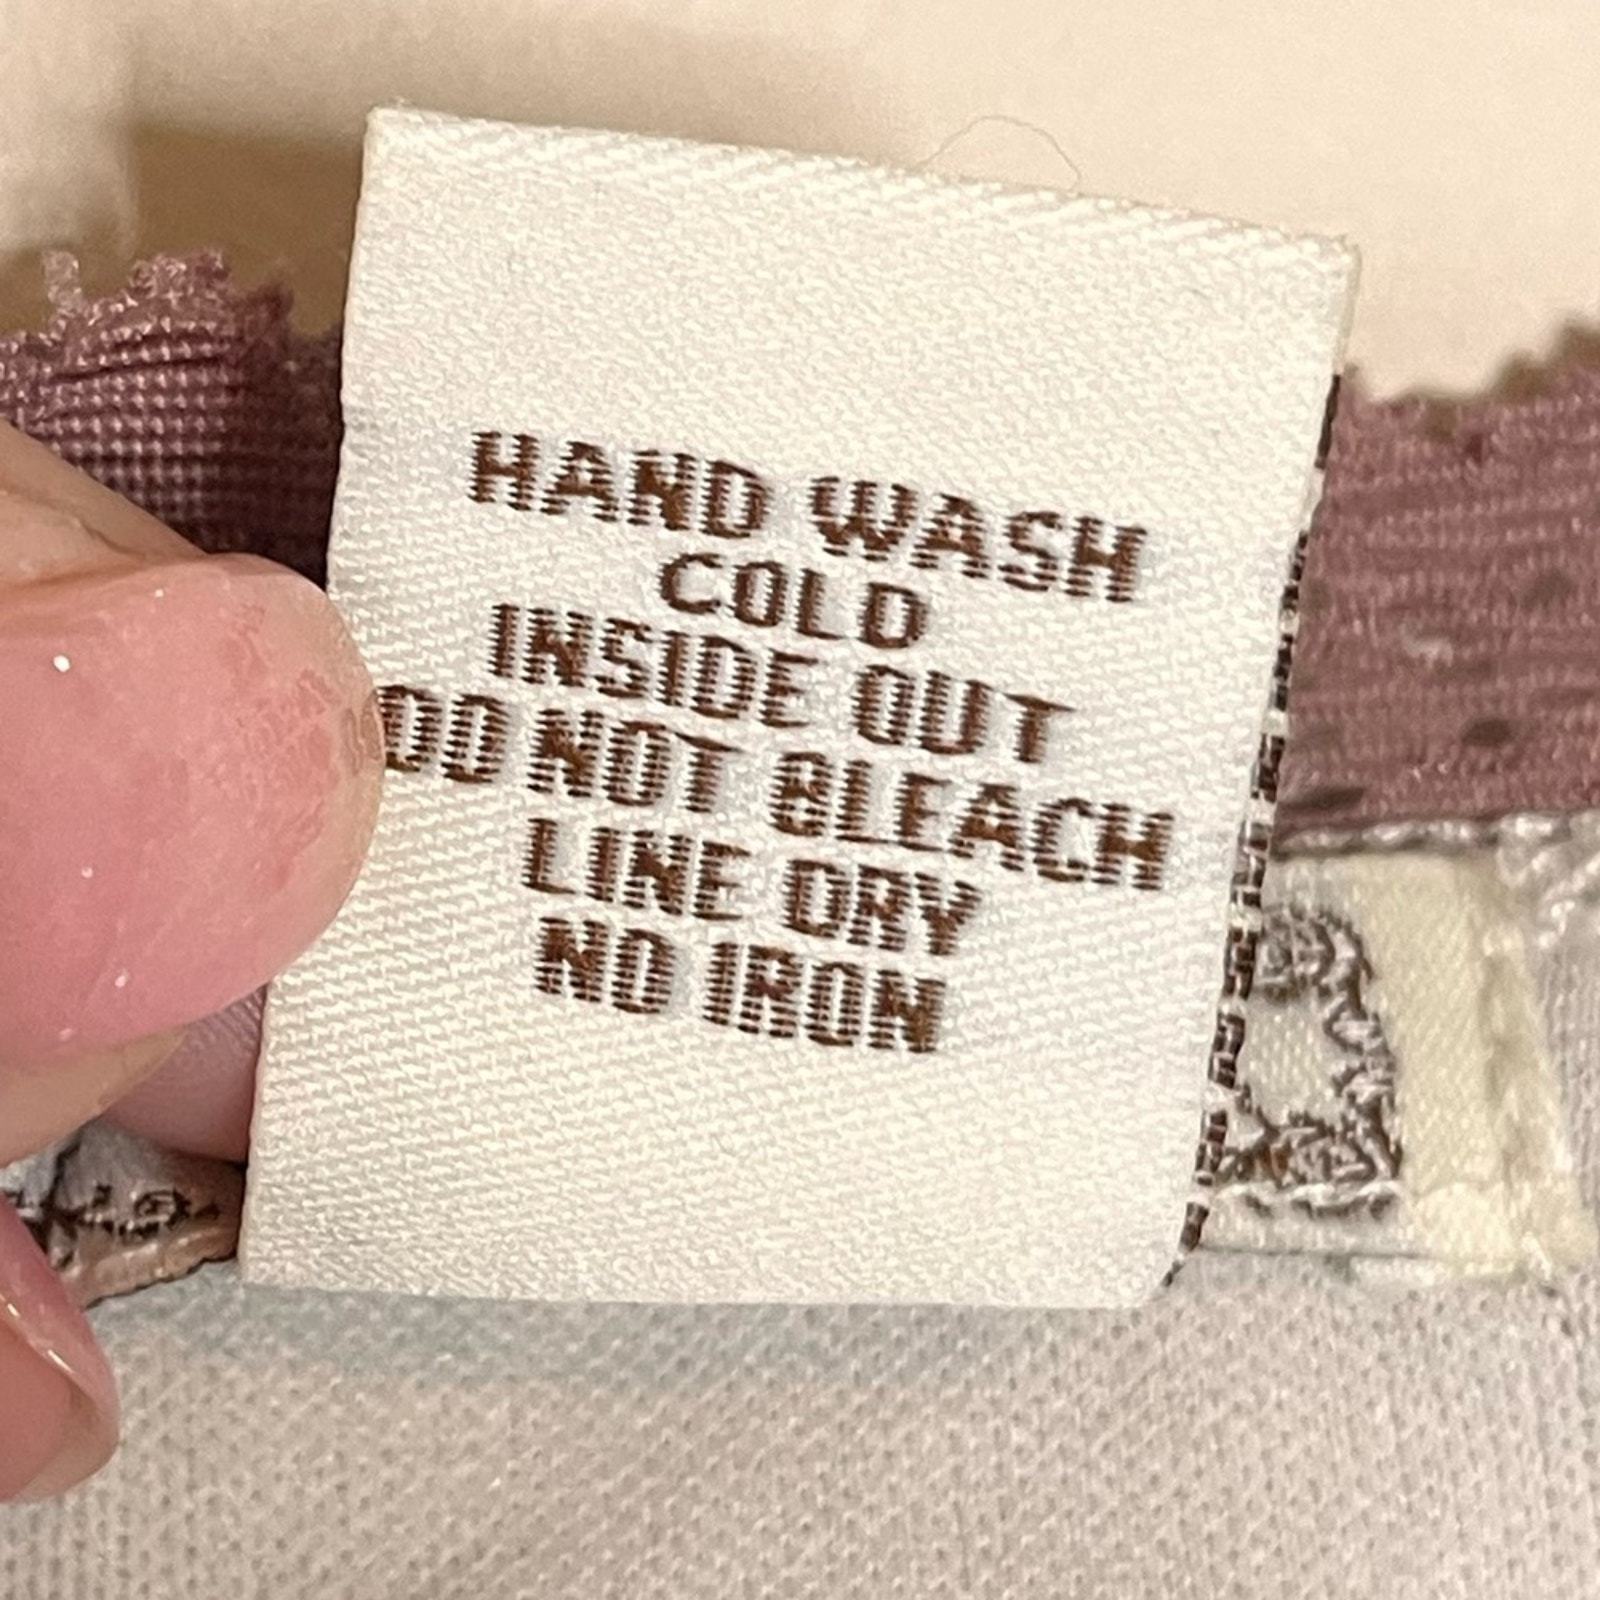 HAND WASH
COLD
INSIDE OUT
DO NOT BLEACH
LINE DRY
NO IRON